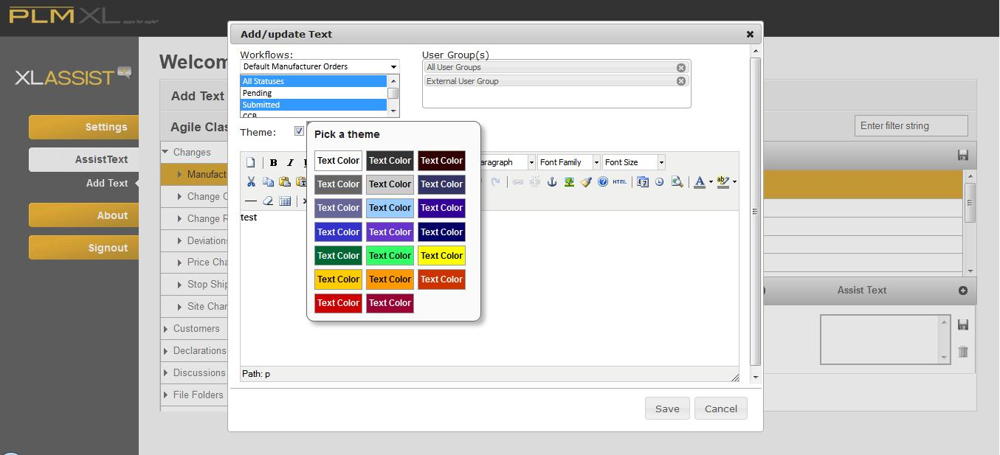 PLM XL apps for agile
Add/update Text
XLASSIST
Settings
AssistText
Add Text
About
Signout
Welcom
Add Text
Agile Clas
Enter filter string
Changes
Manufact
Change O
Change R
Deviations
Price Cha
Stop Ship
Site Chan
Customers
Declarations
Discussions
File Folders
Workflows:
Default Manufacturer Orders
All Statuses
Pending
Submitted
CCB
User Group(s)
All User Groups
External User Group
Theme:
Pick a theme
Text Color Text Color Text Color
Text Color Text Color Text Color
Text Color Text Color Text Color
Text Color Text Color Text Color
Text Color Text Color Text Color
Text Color Text Color Text Color
Text Color Text Color
B I
aragraph Font Family Font Size
HTML
test
Path: p
Save Cancel
Assist Text